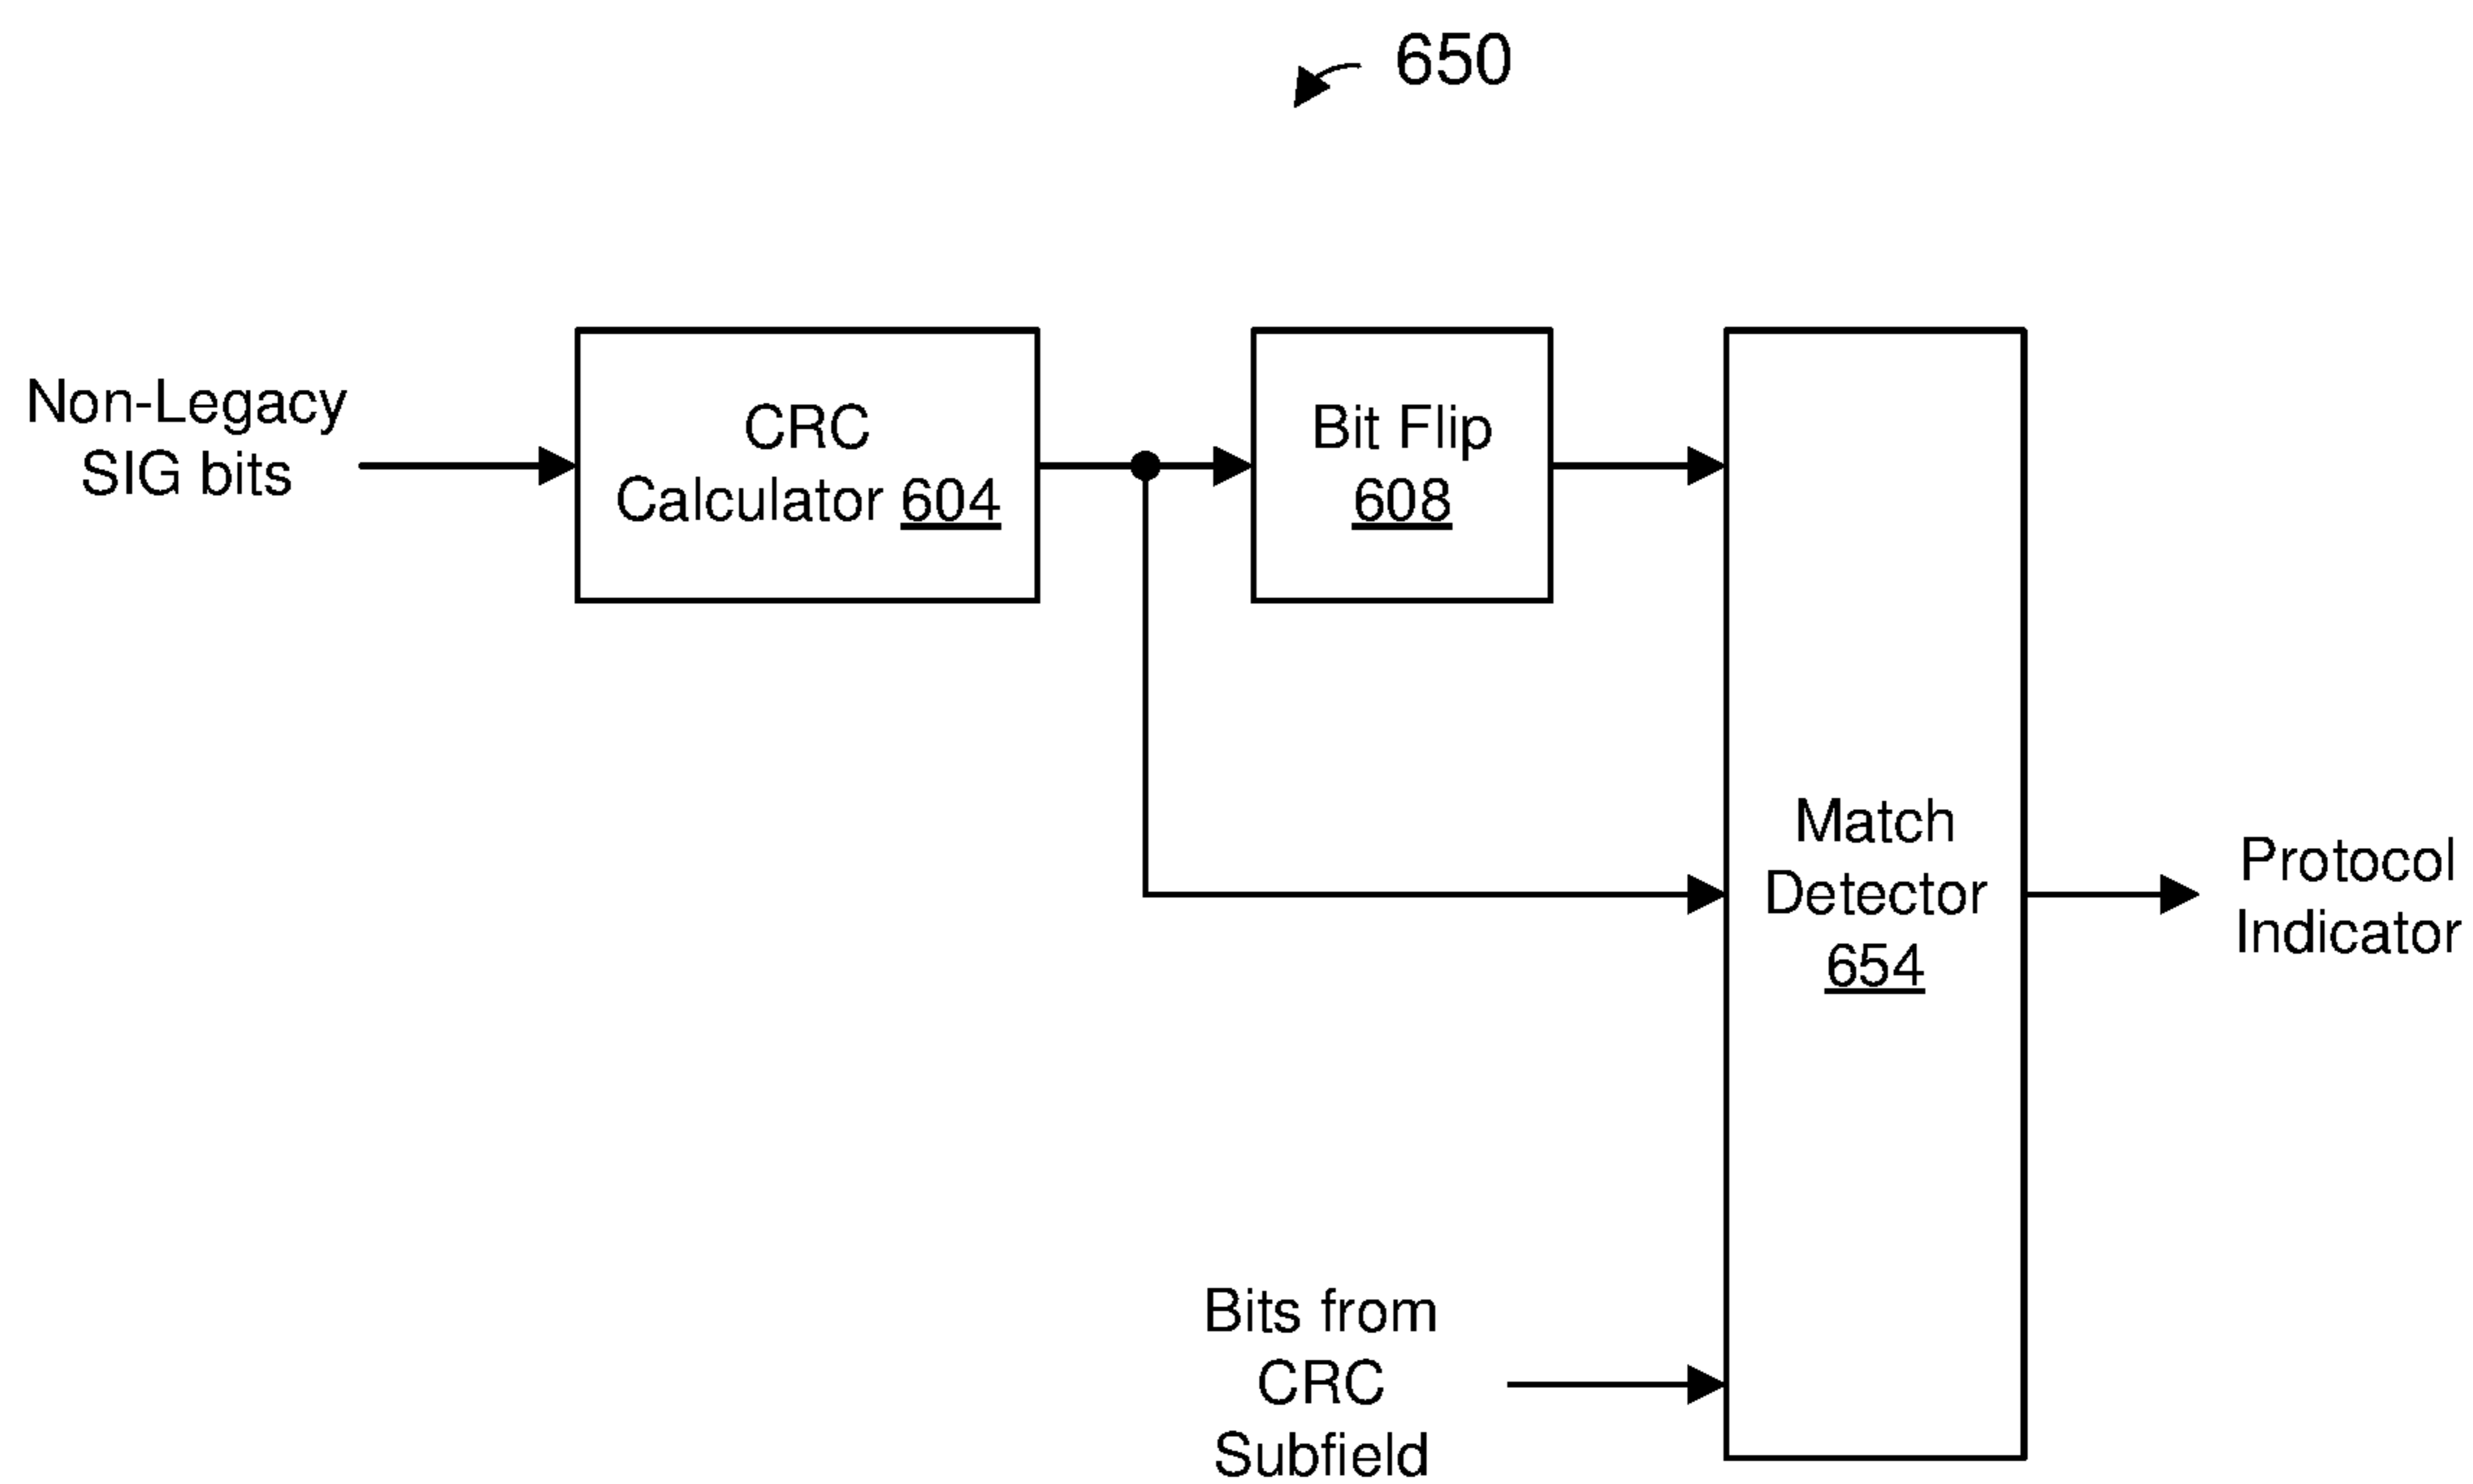 650
Non-Legacy
SIG bits
CRC
Calculator 604
Bit Flip
608
Match
Detector
654
Protocol
Indicator
Bits from
CRC
Subfield